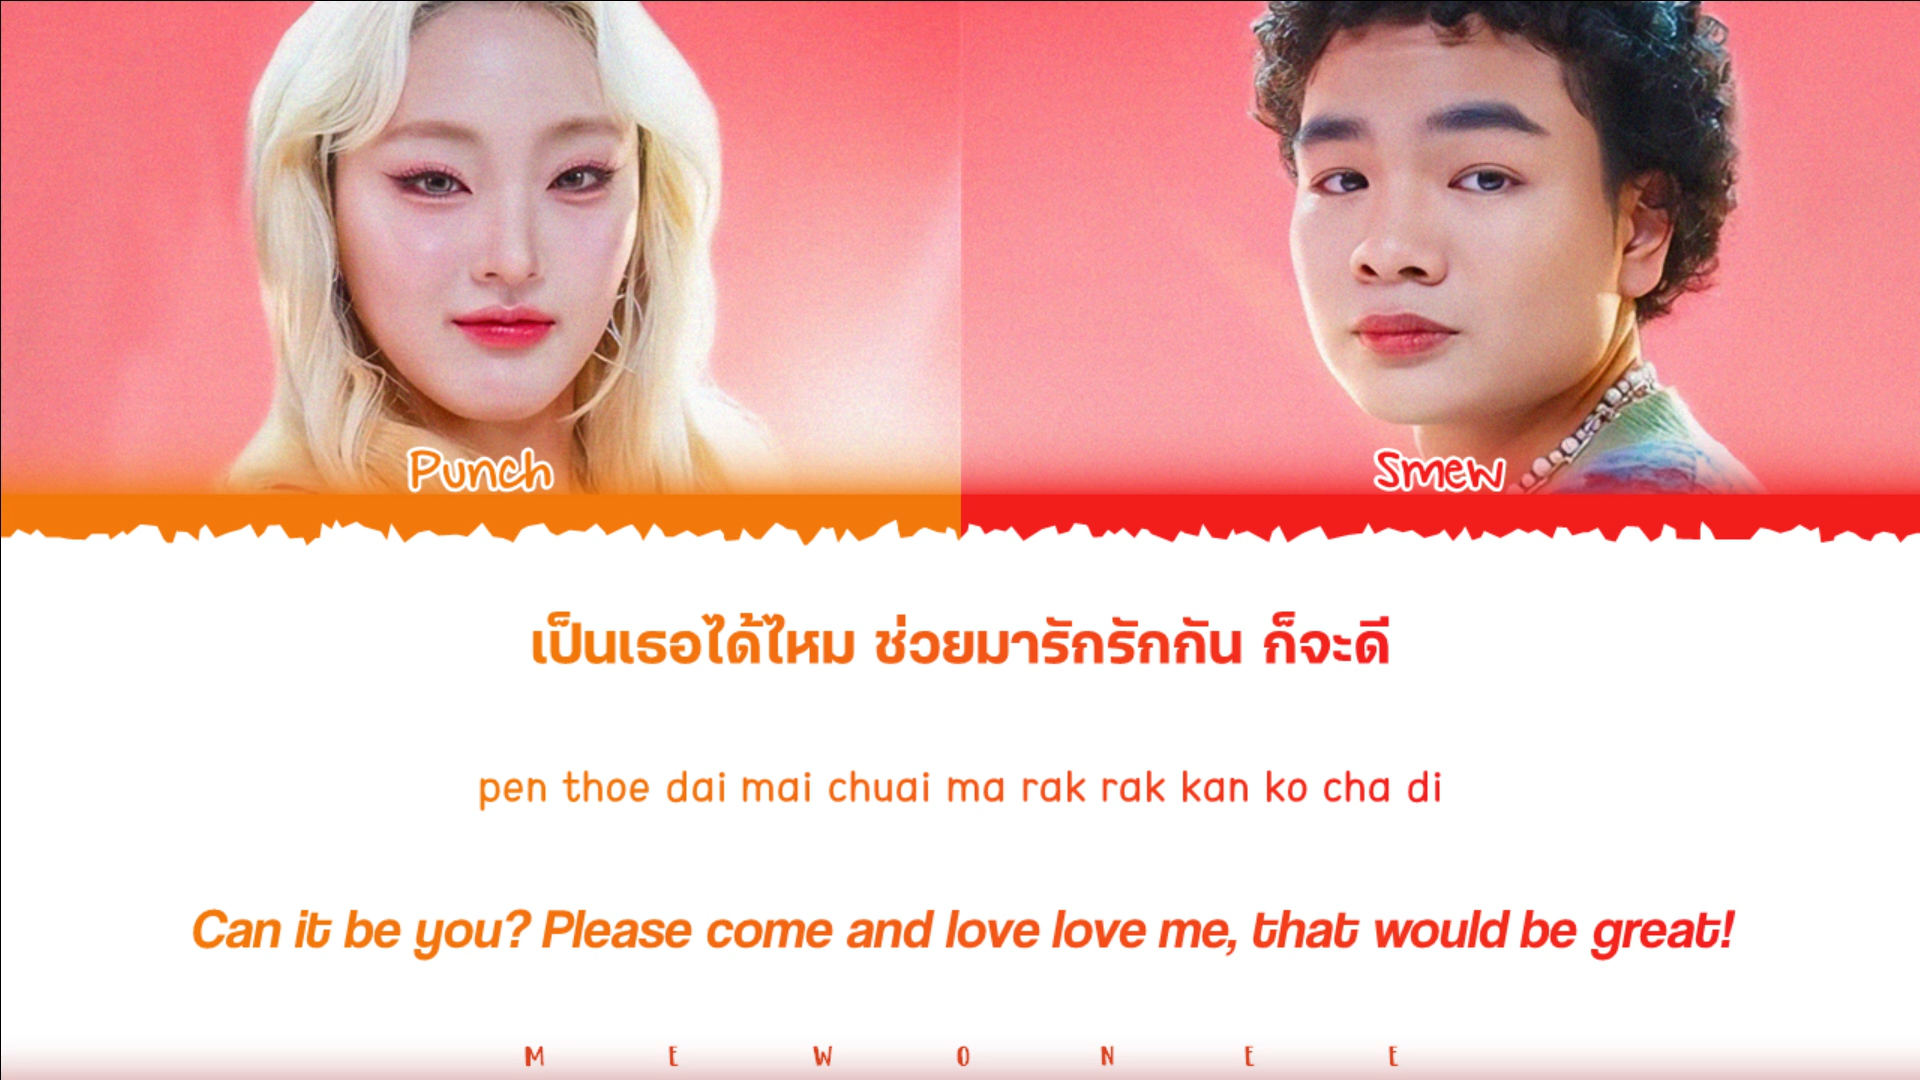 Punch
Smew
เป็นเธอได้ไหม ช่วยมารักรักกัน ก็จะดี
pen thoe dai mai chuai ma rak rak kan ko cha di
Can it be you? Please come and love love me, that would be great!
M E W O N E E